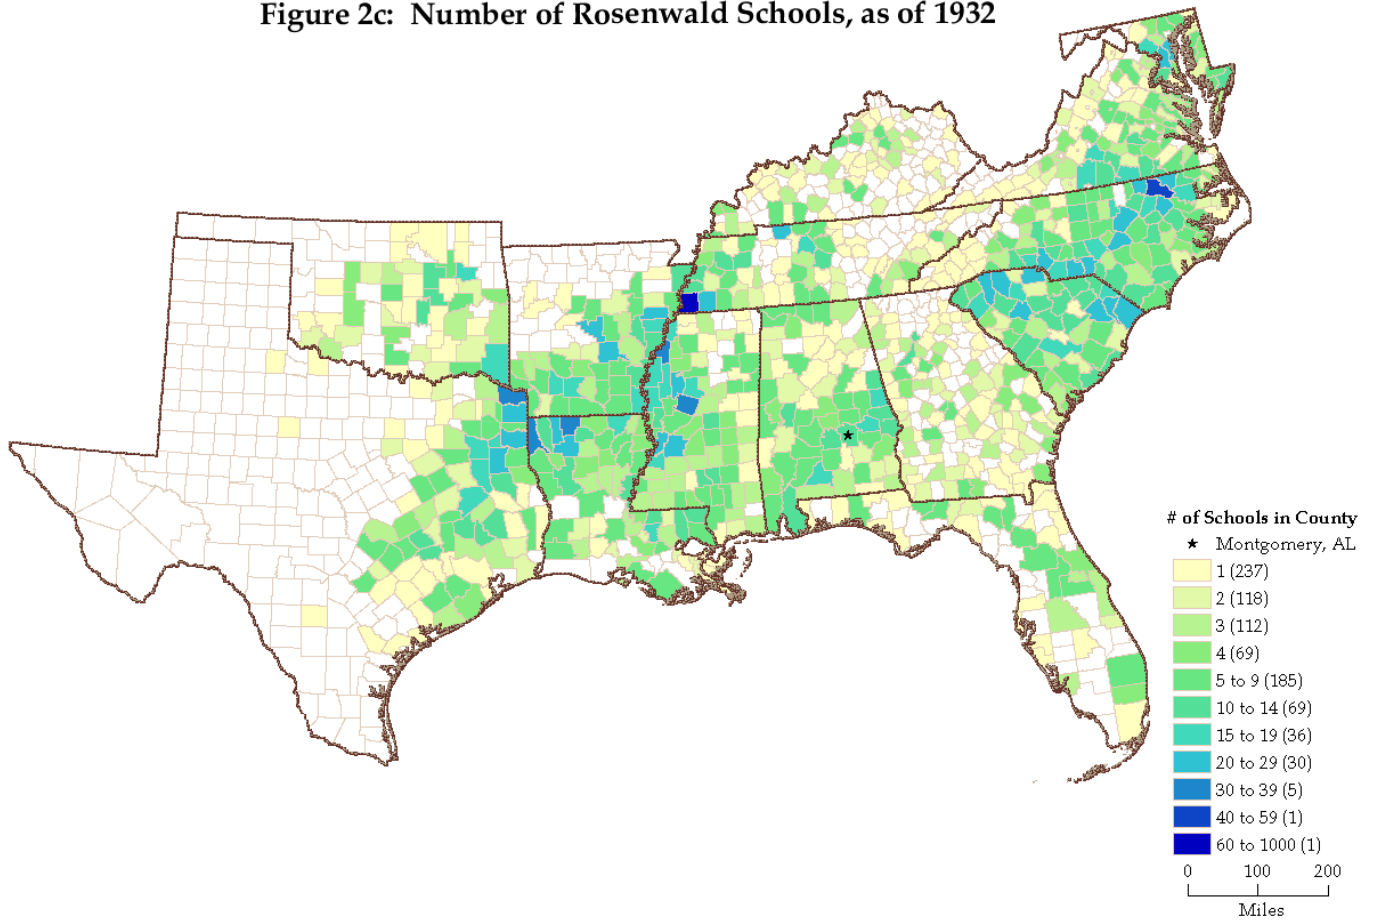 Figure 2c: Number of Rosenwald Schools, as of 1932
# of Schools in County
★ Montgomery, AL
1 (237)
2 (118)
3 (112)
4 (69)
5 to 9 (185)
10 to 14 (69)
15 to 19 (36)
20 to 29 (30)
30 to 39 (5)
40 to 59 (1)
60 to 1000 (1)
0 100 200
Miles